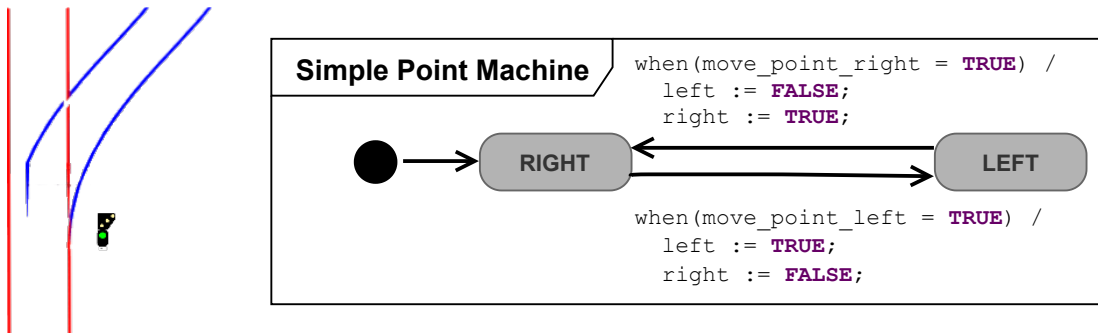 Simple Point Machine
when(move_point_right = TRUE) /
left := FALSE;
right := TRUE;
RIGHT
LEFT
when(move_point_left = TRUE) /
left := TRUE;
right := FALSE;